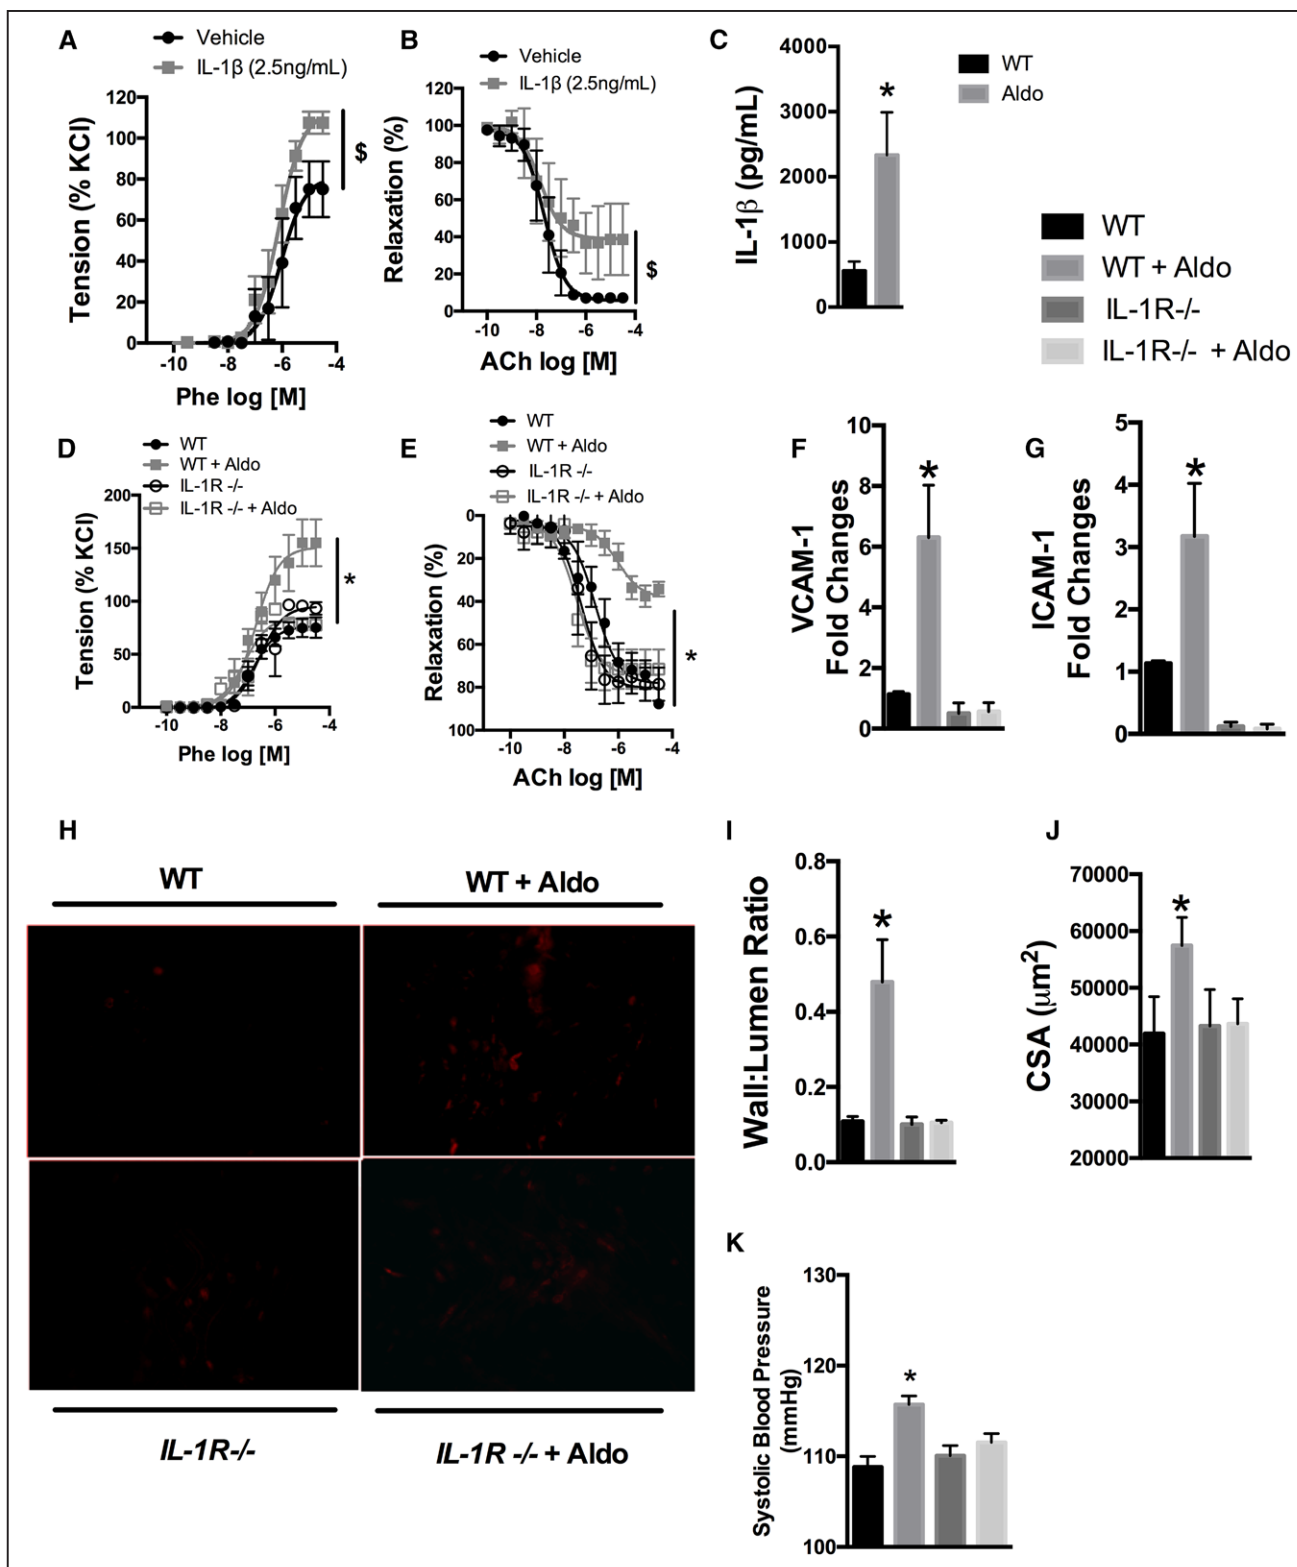 A
Vehicle
IL-1β (2.5ng/mL)
120
100
80
60
40
20
0
Tension (% KCl)
$
-10 -8 -6 -4
Phe log [M]
B
Vehicle
IL-1β (2.5ng/mL)
120
100
80
60
40
20
0
Relaxation (%)
$
-10 -8 -6 -4
ACh log [M]
C
4000
3000
2000
1000
0
IL-1β (pg/mL)
*
WT
Aldo
WT
WT + Aldo
IL-1R-/-
IL-1R-/- + Aldo
D
WT
WT + Aldo
IL-1R -/-
IL-1R -/- + Aldo
200
150
100
50
0
Tension (% KCl)
*
-10 -8 -6 -4
Phe log [M]
E
WT
WT + Aldo
IL-1R -/-
IL-1R -/- + Aldo
0
20
40
60
80
100
Relaxation (%)
*
-10 -8 -6 -4
ACh log [M]
F
10
8
6
4
2
0
VCAM-1
Fold Changes
*
G
5
4
3
2
1
0
ICAM-1
Fold Changes
*
H
WT
WT + Aldo
IL-1R-/-
IL-1R -/- + Aldo
I
0.8
0.6
0.4
0.2
0.0
Wall:Lumen Ratio
*
J
70000
60000
50000
40000
30000
20000
CSA (μm²)
*
K
130
120
110
100
Systolic Blood Pressure
(mmHg)
*